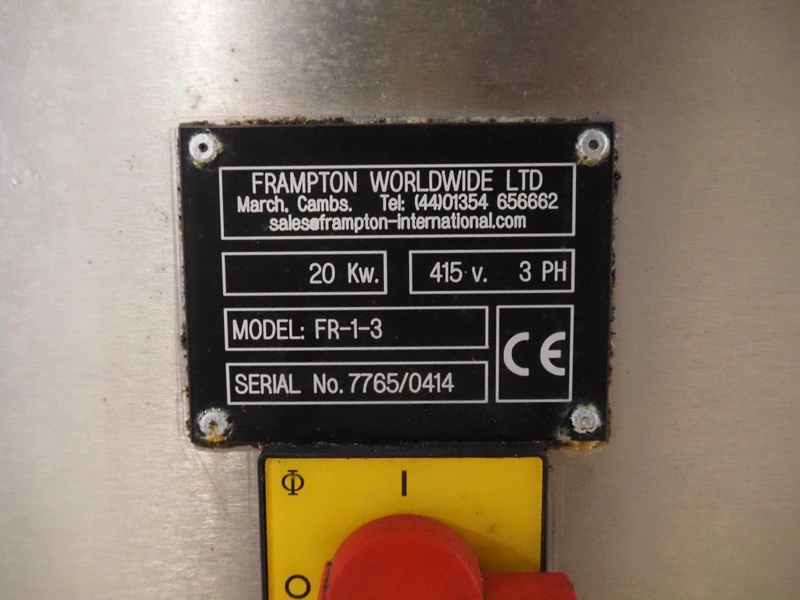 FRAMPTON WORLDWIDE LTD
March, Cambs. Tel: (44)01354 656662
sales@frampton-international.com
20 Kw. 415 v. 3 PH
MODEL: FR-1-3
CE
SERIAL No. 7765/0414
I
O